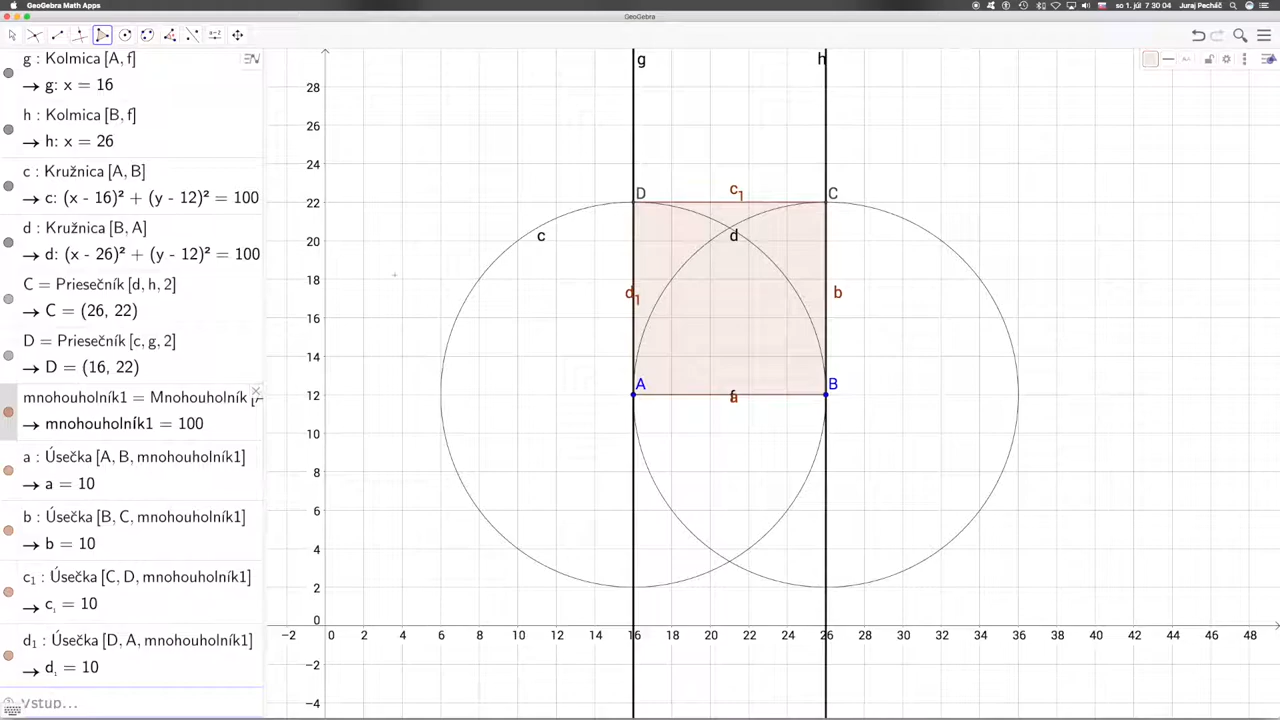 GeoGebra Math Apps
so 1. júl 7 30 04 Juraj Pecháč
GeoGebra
g : Kolmica [A, f]
→ g: x = 16
h : Kolmica [B, f]
→ h: x = 26
c : Kružnica [A, B]
→ c: (x - 16)² + (y - 12)² = 100
d : Kružnica [B, A]
→ d: (x - 26)² + (y - 12)² = 100
C = Priesečník [d, h, 2]
→ C = (26, 22)
D = Priesečník [c, g, 2]
→ D = (16, 22)
mnohouholník1 = Mnohouholník
→ mnohouholník1 = 100
a : Úsečka [A, B, mnohouholník1]
→ a = 10
b : Úsečka [B, C, mnohouholník1]
→ b = 10
c₁ : Úsečka [C, D, mnohouholník1]
→ c₁ = 10
d₁ : Úsečka [D, A, mnohouholník1]
→ d₁ = 10
Vstup...
g h
28
26
24
22
20
18
16
14
12
10
8
6
4
2
0
−2
−4
D c₁ C
c d
d₁ b
A B
a
−2 2 4 6 8 10 12 14 16 18 20 22 24 26 28 30 32 34 36 38 40 42 44 46 48